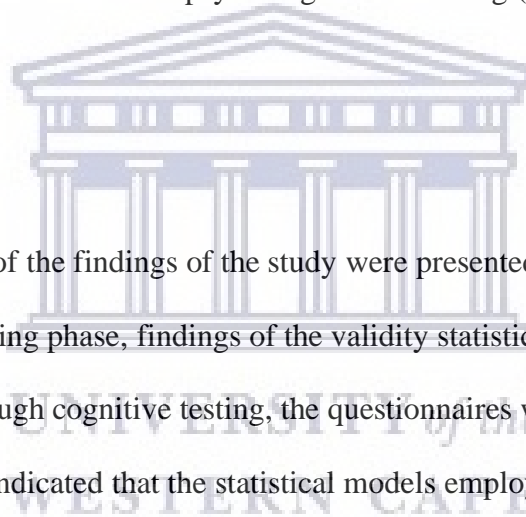 of the findings of the study were presented
ing phase, findings of the validity statistic
ugh cognitive testing, the questionnaires
UNIVERSITY of the
ndicated that the statistical models employ
WESTERN CAP